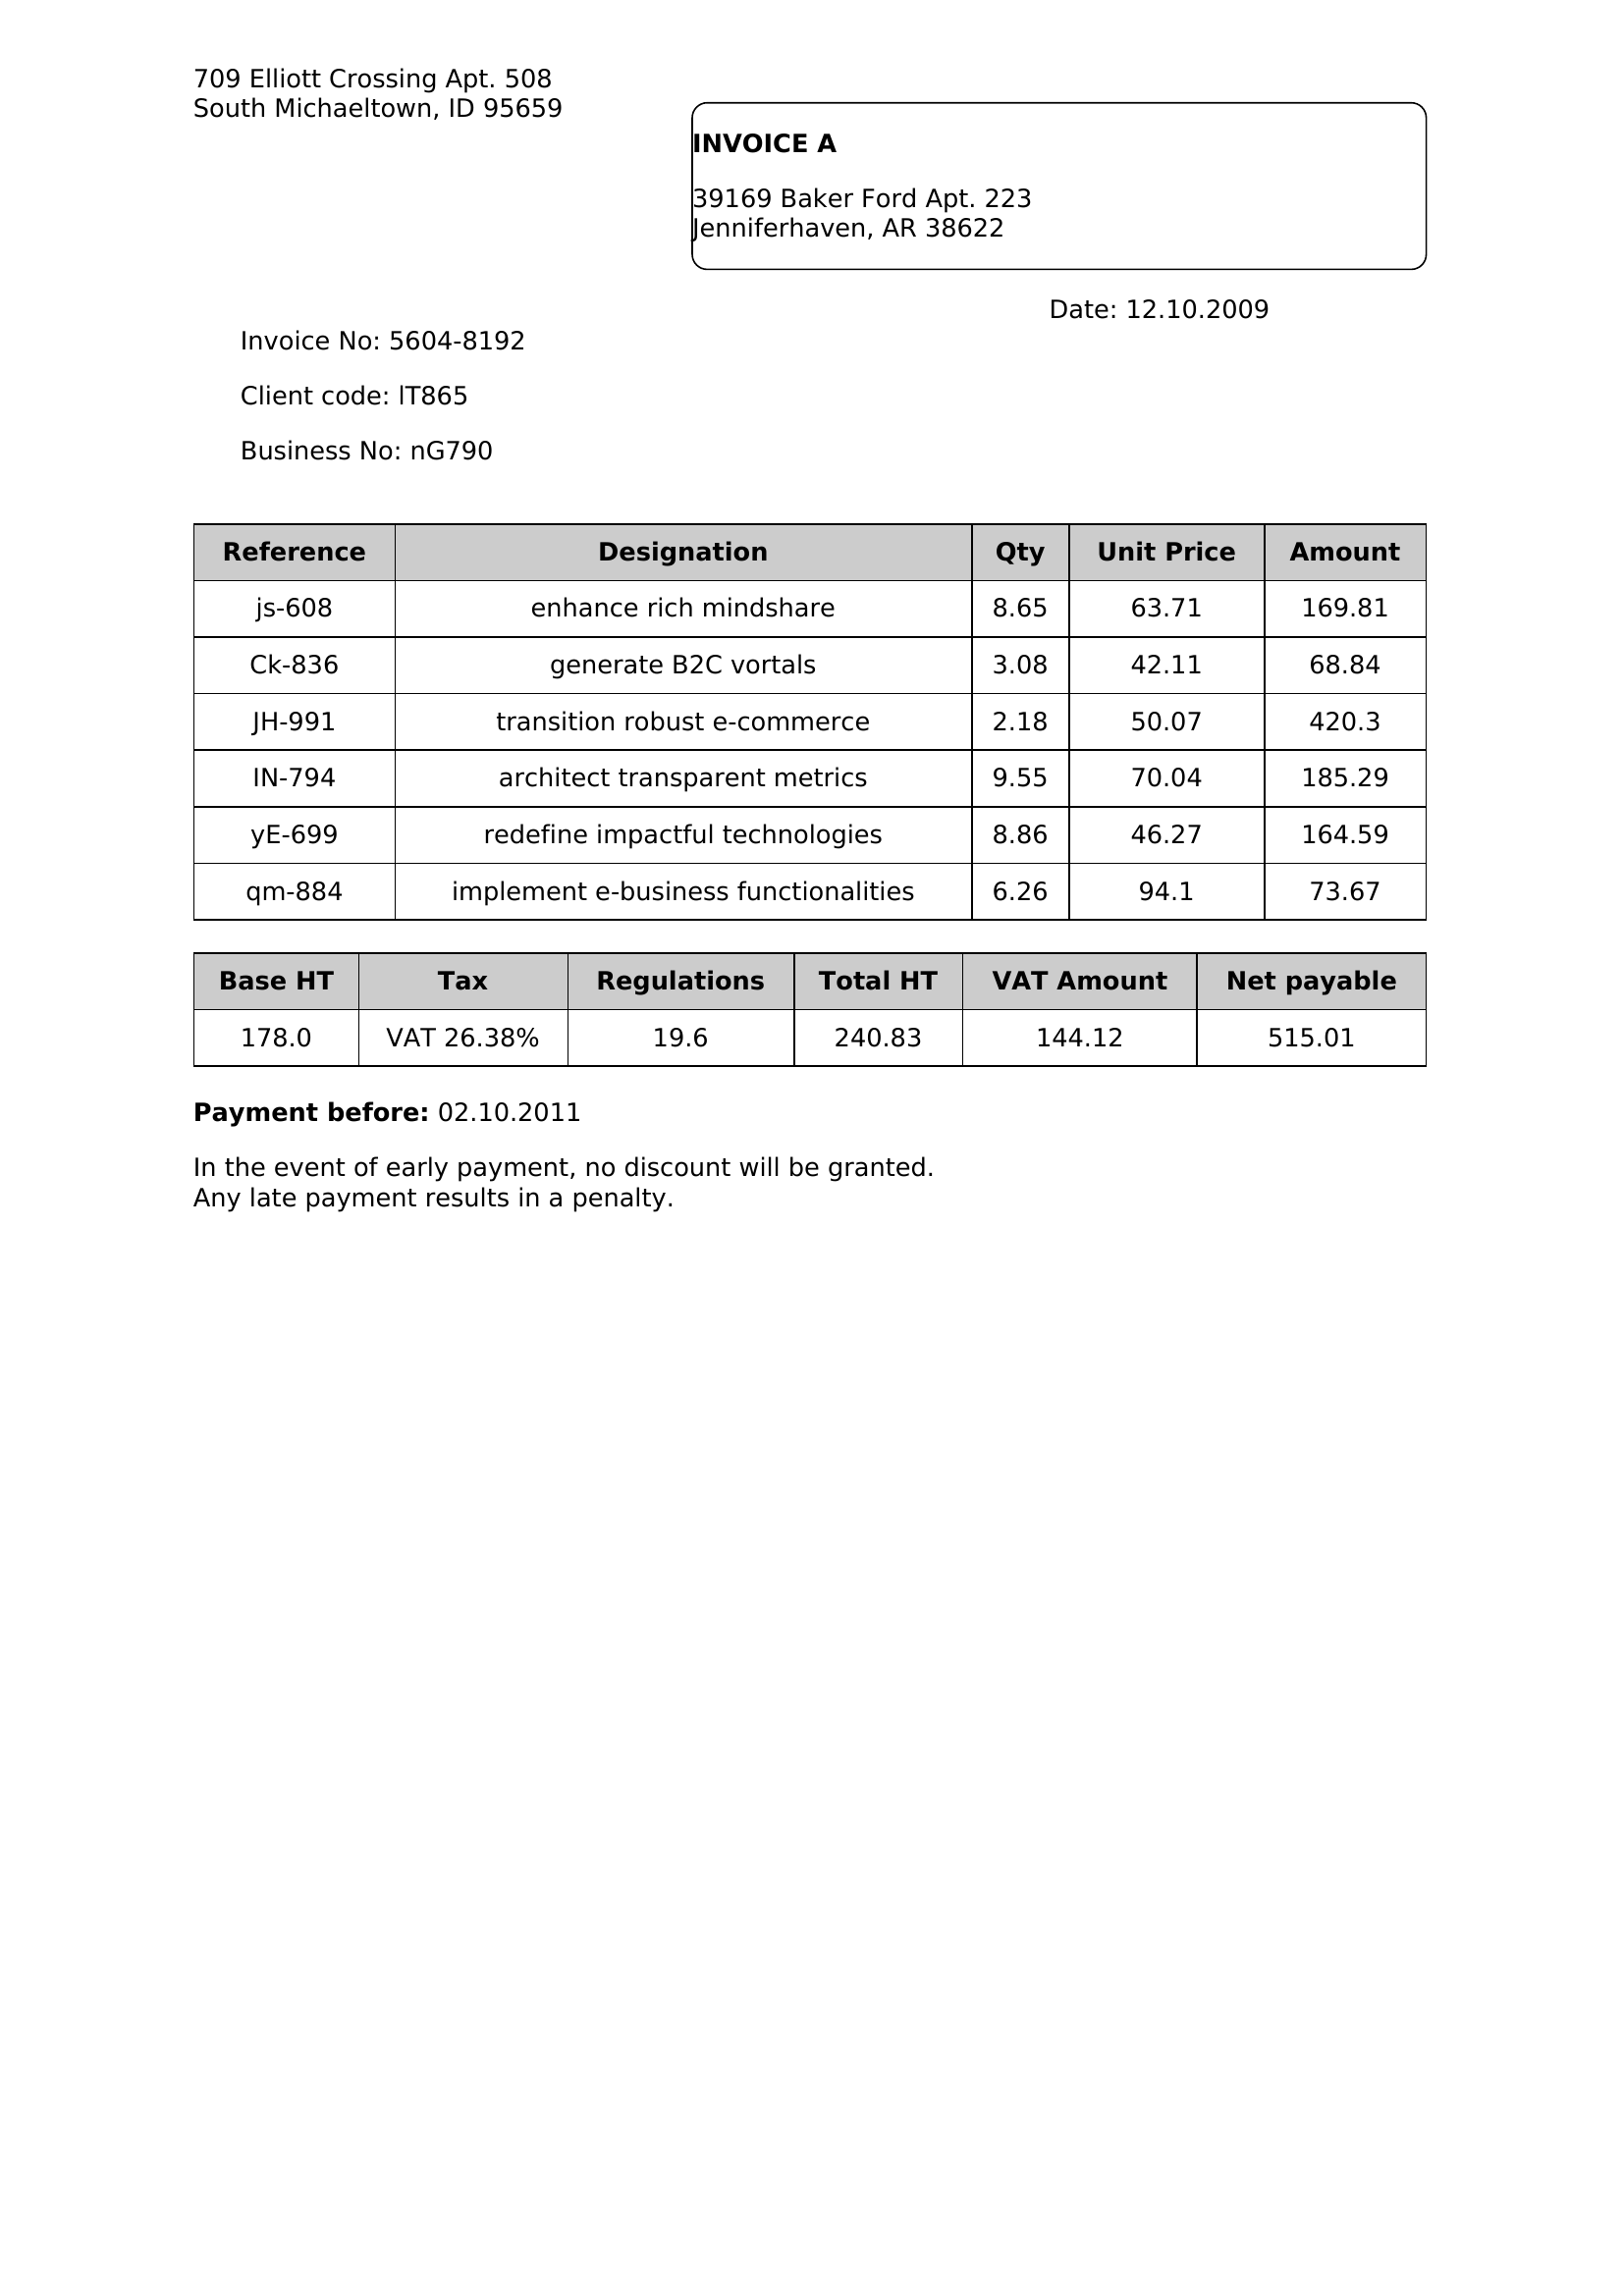 709 Elliott Crossing Apt. 508
South Michaeltown, ID 95659
INVOICE A
39169 Baker Ford Apt. 223
Jenniferhaven, AR 38622
Date: 12.10.2009
Invoice No: 5604-8192
Client code: lT865
Business No: nG790
Reference Designation Qty Unit Price Amount
js-608 enhance rich mindshare 8.65 63.71 169.81
Ck-836 generate B2C vortals 3.08 42.11 68.84
JH-991 transition robust e-commerce 2.18 50.07 420.3
IN-794 architect transparent metrics 9.55 70.04 185.29
yE-699 redefine impactful technologies 8.86 46.27 164.59
qm-884 implement e-business functionalities 6.26 94.1 73.67
Base HT Tax Regulations Total HT VAT Amount Net payable
178.0 VAT 26.38% 19.6 240.83 144.12 515.01
Payment before: 02.10.2011
In the event of early payment, no discount will be granted.
Any late payment results in a penalty.